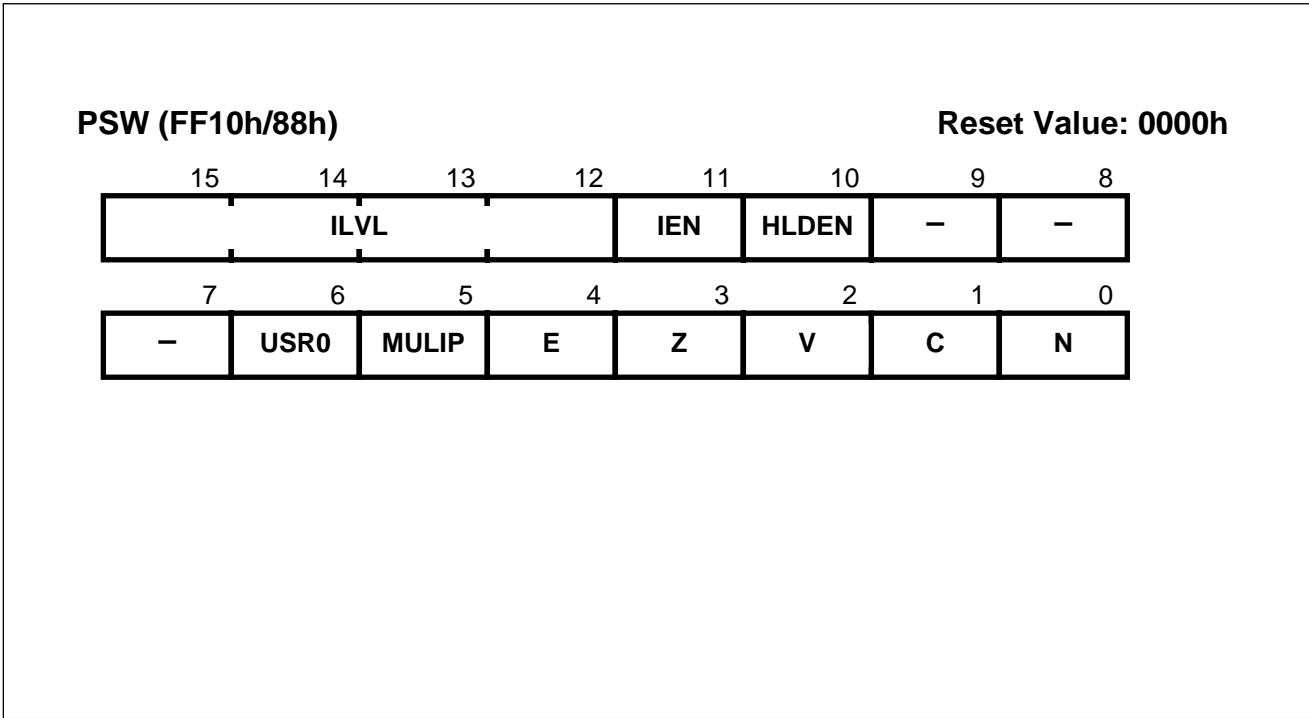 PSW (FF10h/88h) Reset Value: 0000h
15 14 13 12 11 10 9 8
ILVL IEN HLDEN – –
7 6 5 4 3 2 1 0
– USR0 MULIP E Z V C N